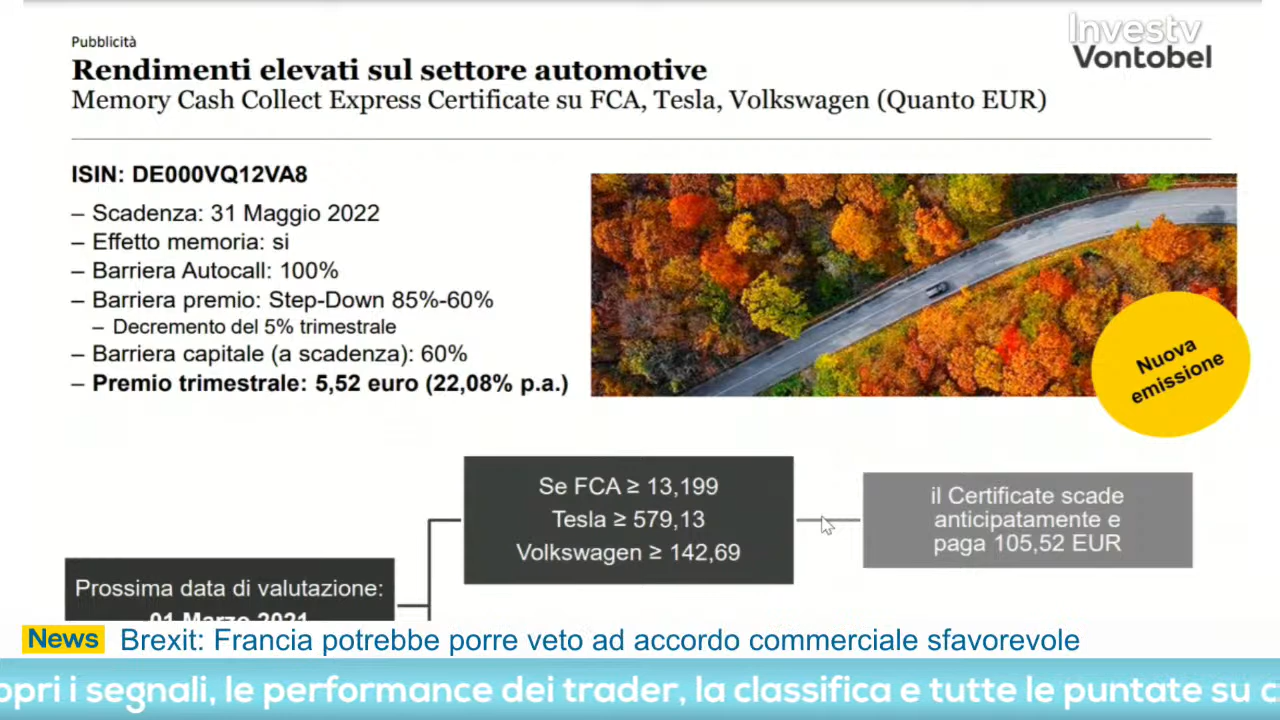 Pubblicità
Investv
Vontobel
Rendimenti elevati sul settore automotive
Memory Cash Collect Express Certificate su FCA, Tesla, Volkswagen (Quanto EUR)
ISIN: DE000VQ12VA8
– Scadenza: 31 Maggio 2022
– Effetto memoria: si
– Barriera Autocall: 100%
– Barriera premio: Step-Down 85%-60%
– Decremento del 5% trimestrale
– Barriera capitale (a scadenza): 60%
– Premio trimestrale: 5,52 euro (22,08% p.a.)
Nuova
emissione
Se FCA ≥ 13,199
Tesla ≥ 579,13
Volkswagen ≥ 142,69
il Certificate scade
anticipatamente e
paga 105,52 EUR
Prossima data di valutazione:
01 Marzo 2021
News Brexit: Francia potrebbe porre veto ad accordo commerciale sfavorevole
opri i segnali, le performance dei trader, la classifica e tutte le puntate su c